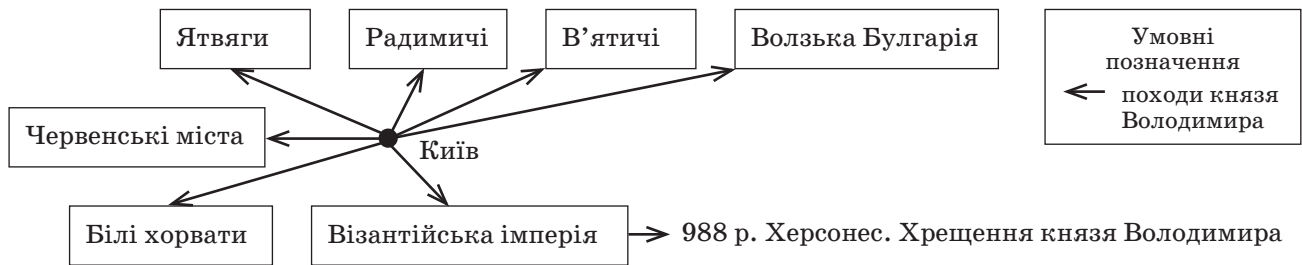 Ятвяги
Радимичі
В’ятичі
Волзька Булгарія
Умовні
позначення
походи князя
Володимира
Червенські міста
Київ
Білі хорвати
Візантійська імперія
988 р. Херсонес. Хрещення князя Володимира